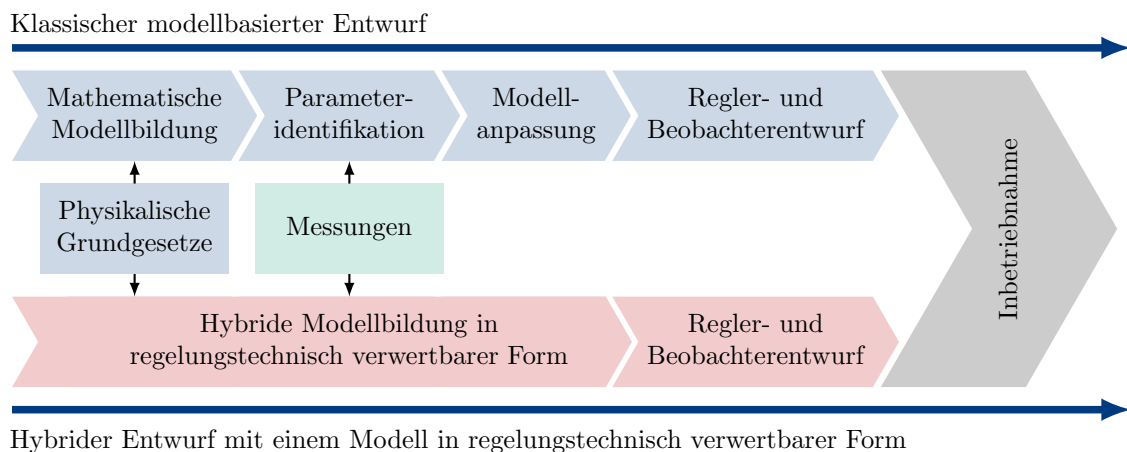 Klassischer modellbasierter Entwurf
Mathematische
Modellbildung
Parameter-
identifikation
Modell-
anpassung
Regler- und
Beobachterentwurf
Physikalische
Grundgesetze
Messungen
Inbetriebnahme
Hybride Modellbildung in
regelungstechnisch verwertbarer Form
Regler- und
Beobachterentwurf
Hybrider Entwurf mit einem Modell in regelungstechnisch verwertbarer Form